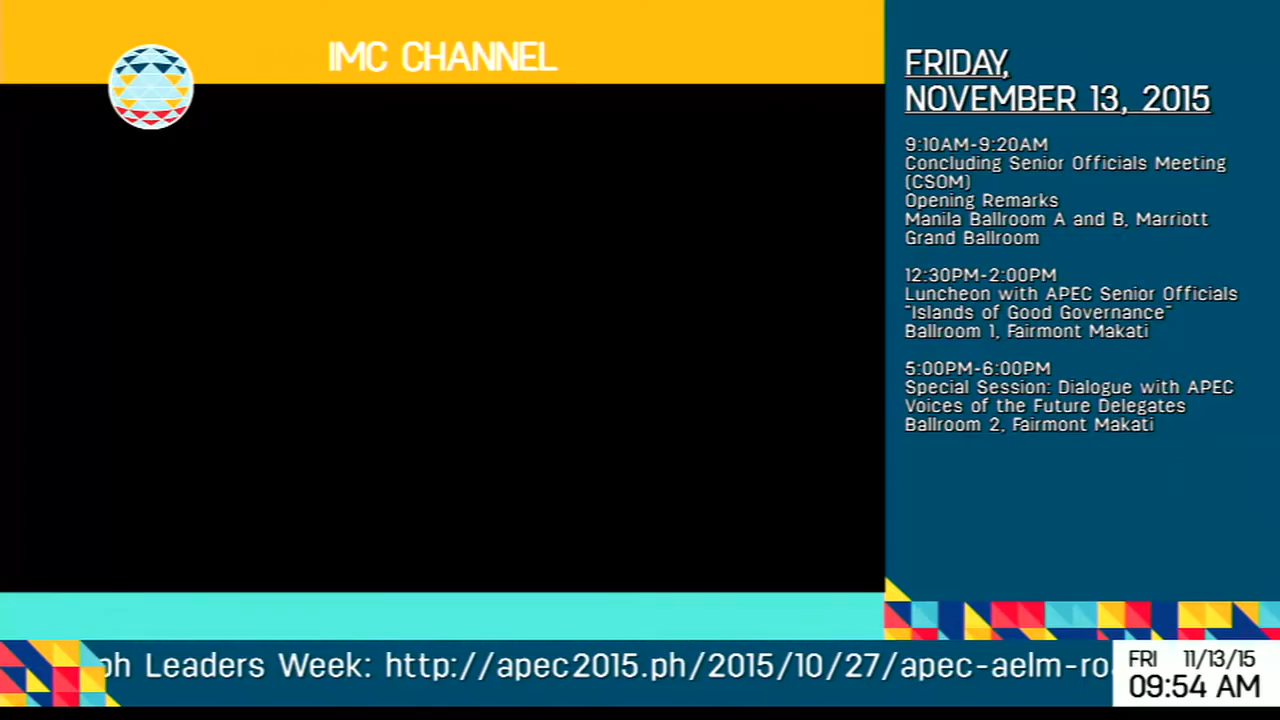 IMC CHANNEL
FRIDAY,
NOVEMBER 13, 2015
9:10AM-9:20AM
Concluding Senior Officials Meeting
(CSOM)
Opening Remarks
Manila Ballroom A and B, Marriott
Grand Ballroom
12:30PM-2:00PM
Luncheon with APEC Senior Officials
"Islands of Good Governance"
Ballroom 1, Fairmont Makati
5:00PM-6:00PM
Special Session: Dialogue with APEC
Voices of the Future Delegates
Ballroom 2, Fairmont Makati
ph Leaders Week: http://apec2015.ph/2015/10/27/apec-aelm-ro
FRI 11/13/15
09:54 AM